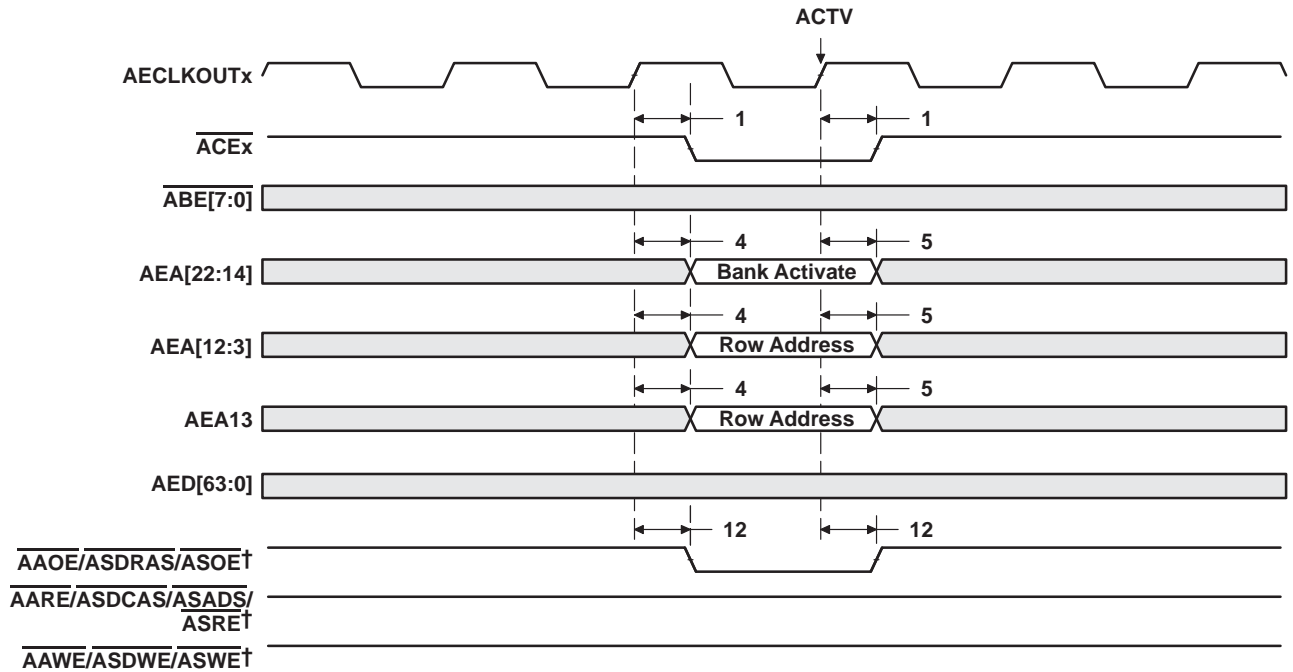 ACTV
AECLKOUTx
1 1
ACEx
ABE[7:0]
4 5
AEA[22:14] Bank Activate
4 5
AEA[12:3] Row Address
4 5
AEA13 Row Address
AED[63:0]
12 12
AAOE/ASDRAS/ASOE†
AARE/ASDCAS/ASADS/
ASRE†
AAWE/ASDWE/ASWE†